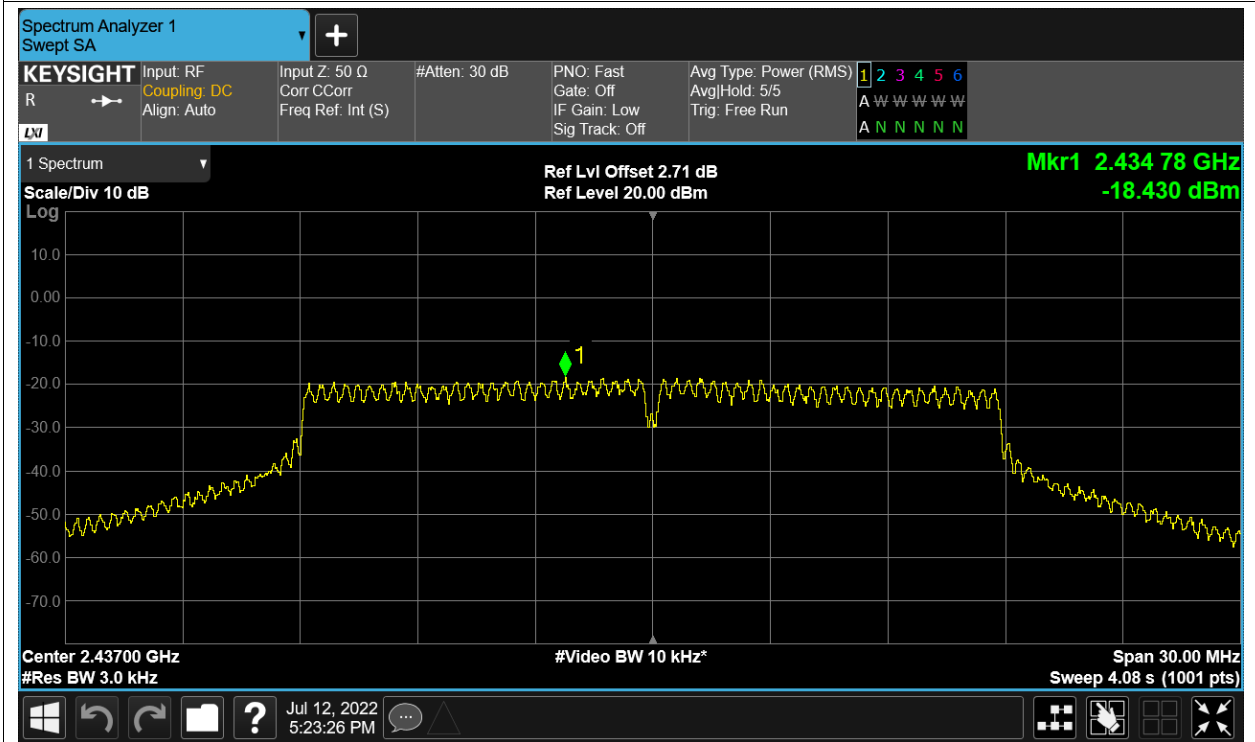 Spectrum Analyzer 1
Swept SA
+
KEYSIGHT
R
LXI
Input: RF
Coupling: DC
Align: Auto
Input Z: 50 Ω
Corr CCorr
Freq Ref: Int (S)
#Atten: 30 dB
PNO: Fast
Gate: Off
IF Gain: Low
Sig Track: Off
Avg Type: Power (RMS)
Avg|Hold: 5/5
Trig: Free Run
1 2 3 4 5 6
A W W W W W
A N N N N N
1 Spectrum
Scale/Div 10 dB
Log
Ref Lvl Offset 2.71 dB
Ref Level 20.00 dBm
Mkr1 2.434 78 GHz
-18.430 dBm
10.0
0.00
-10.0
1
-20.0
-30.0
-40.0
-50.0
-60.0
-70.0
Center 2.43700 GHz
#Res BW 3.0 kHz
#Video BW 10 kHz*
Span 30.00 MHz
Sweep 4.08 s (1001 pts)
?
Jul 12, 2022
5:23:26 PM